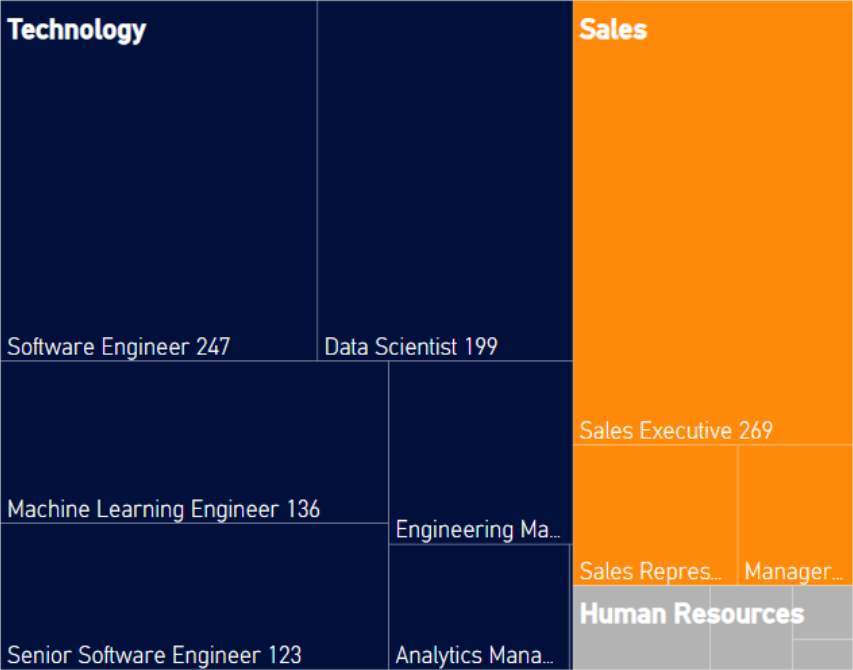 Technology
Software Engineer 247
Data Scientist 199
Machine Learning Engineer 136
Senior Software Engineer 123
Engineering Ma...
Analytics Mana...
Sales
Sales Executive 269
Sales Repres...
Manager...
Human Resources